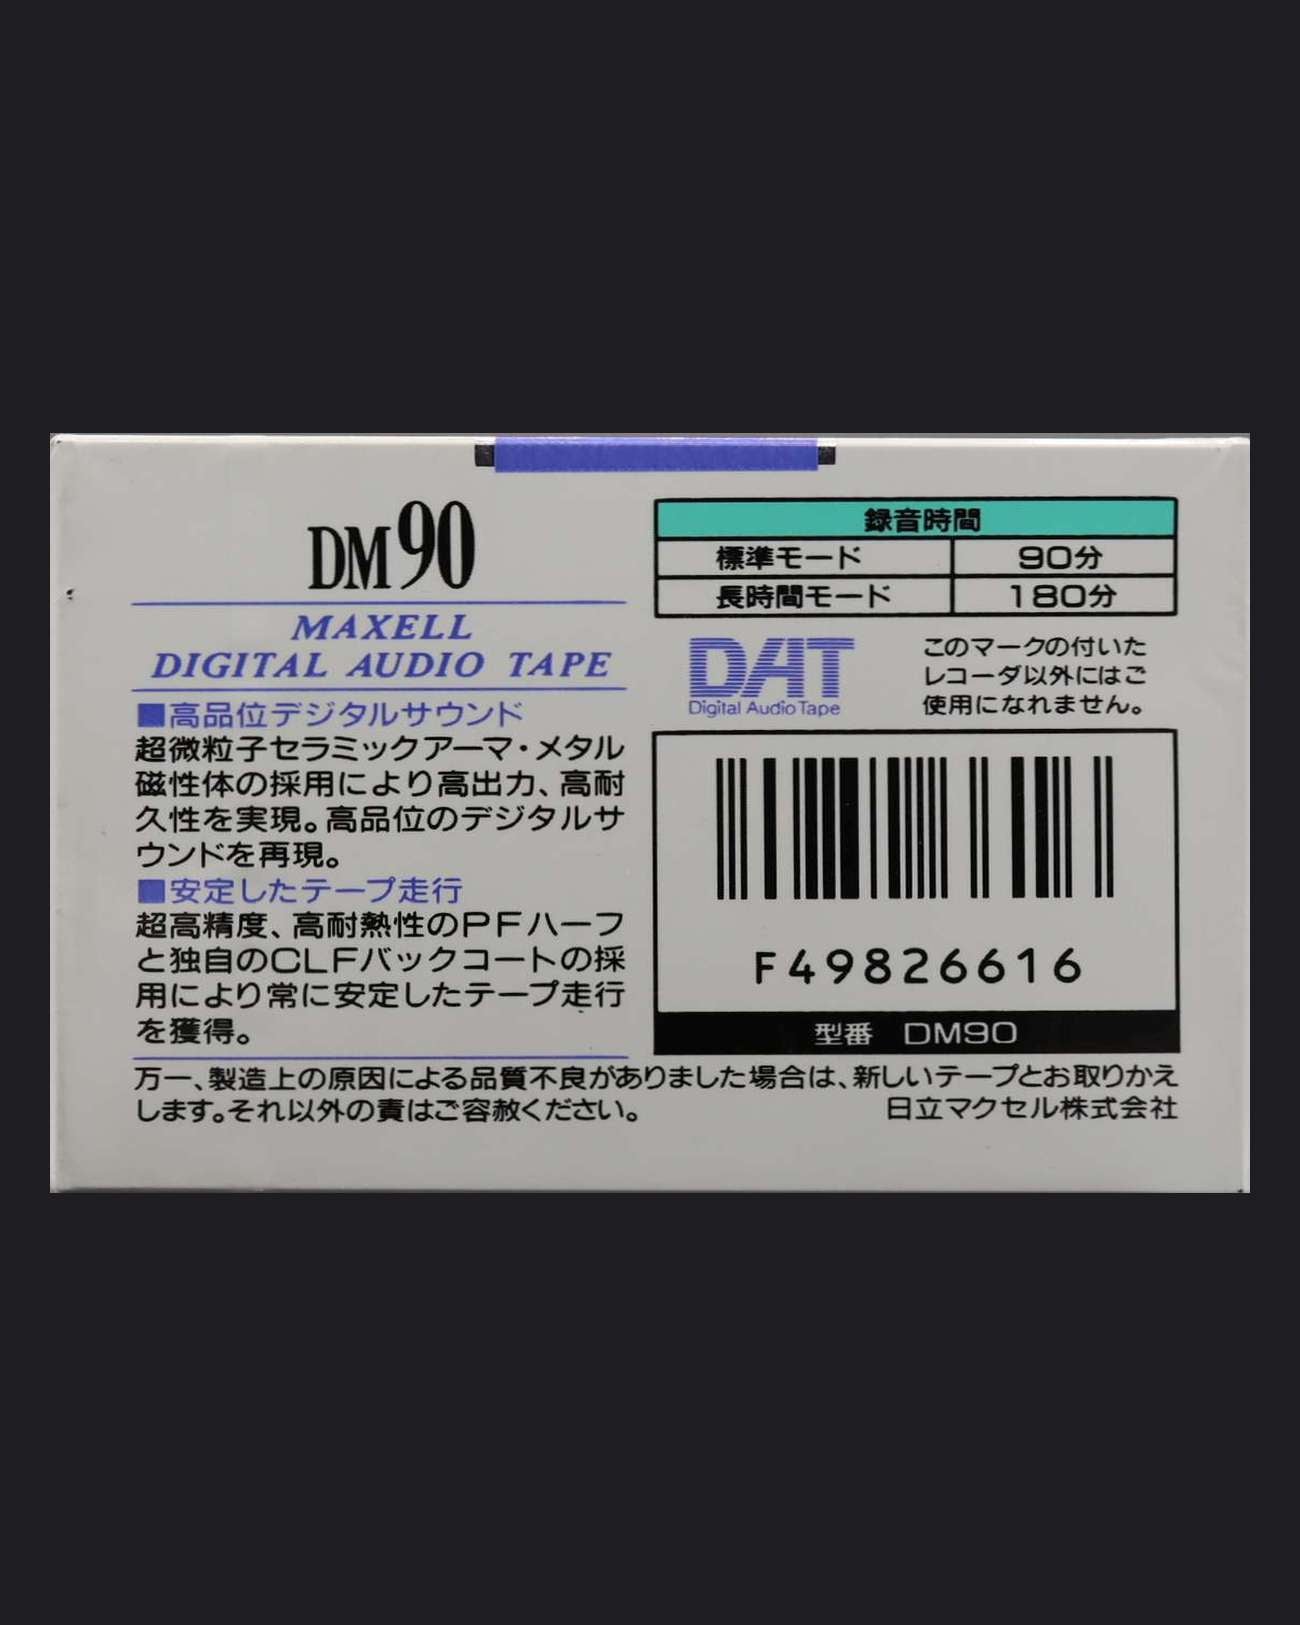 DM90
MAXELL
DIGITAL AUDIO TAPE
■高品位デジタルサウンド
超微粒子セラミックアーマ・メタル
磁性体の採用により高出力、高耐
久性を実現。高品位のデジタルサ
ウンドを再現。
■安定したテープ走行
超高精度、高耐熱性のPFハーフ
と独自のCLFバックコートの採
用により常に安定したテープ走行
を獲得。
録音時間
標準モード 90分
長時間モード 180分
DAT
Digital Audio Tape
このマークの付いた
レコーダ以外にはご
使用になれません。
F49826616
型番 DM90
万一、製造上の原因による品質不良がありました場合は、新しいテープとお取りかえ
します。それ以外の責はご容赦ください。 日立マクセル株式会社